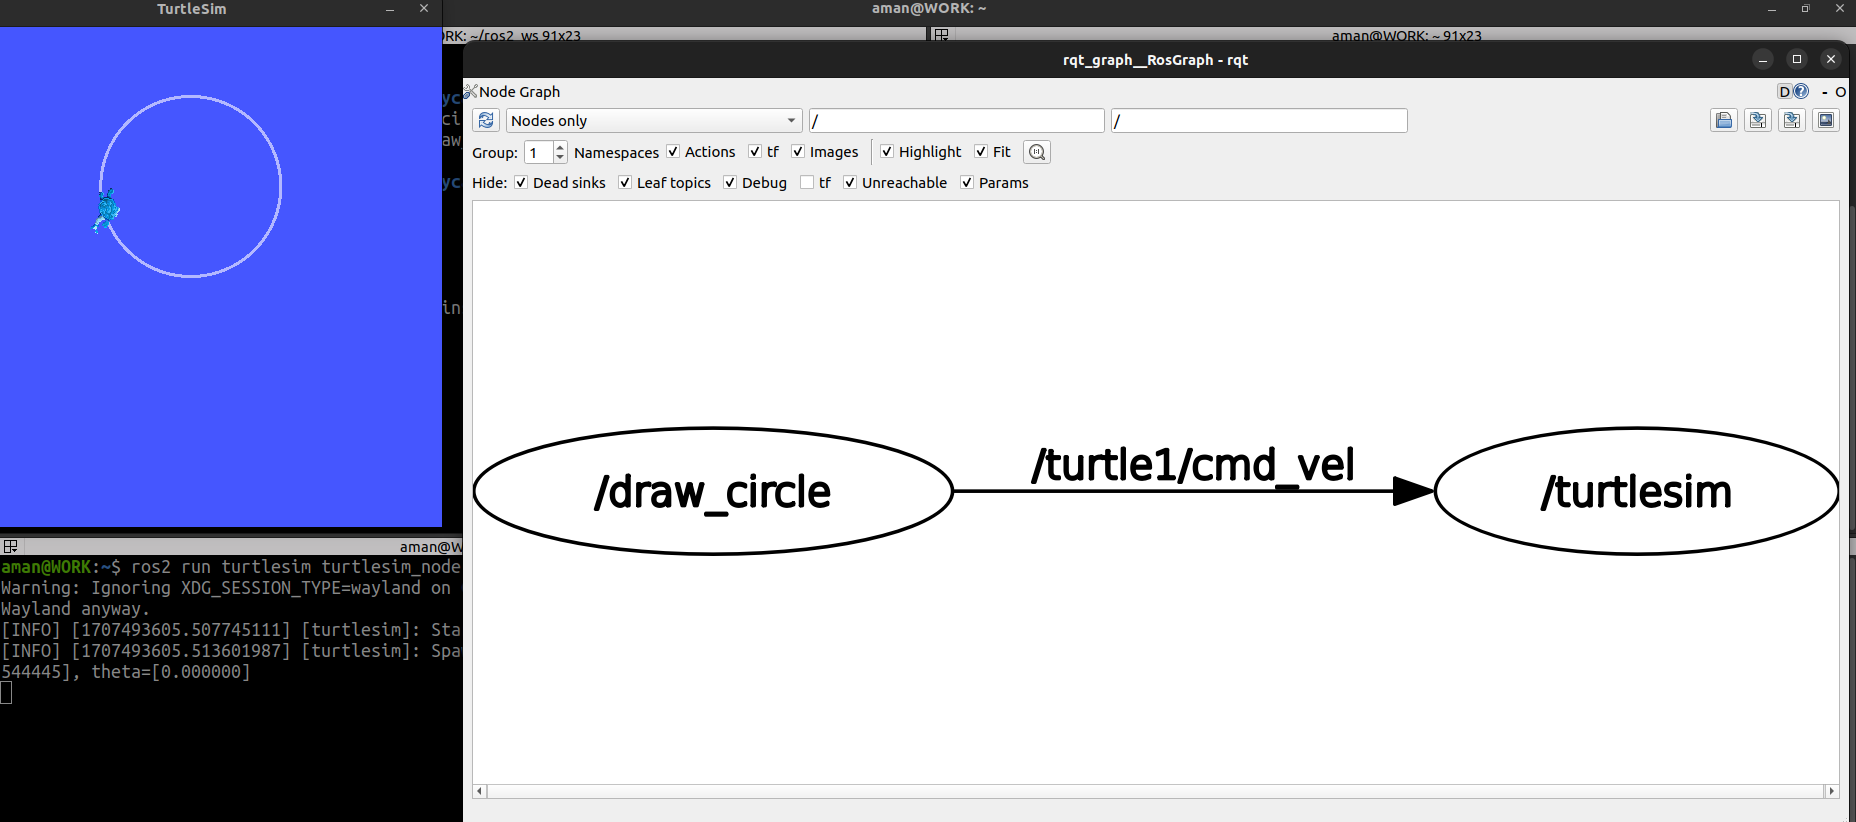 TurtleSim
aman@WORK: ~
ORK: ~/ros2_ws 91x23
aman@WORK: ~ 91x23
rqt_graph__RosGraph - rqt
Node Graph
D
- O
Nodes only
/
/
Group: 1 Namespaces Actions tf Images Highlight Fit
Hide: Dead sinks Leaf topics Debug tf Unreachable Params
yc
ci
aw
yc
in
/draw_circle
/turtle1/cmd_vel
/turtlesim
aman@W
aman@WORK:~$ ros2 run turtlesim turtlesim_node
Warning: Ignoring XDG_SESSION_TYPE=wayland on
Wayland anyway.
[INFO] [1707493605.507745111] [turtlesim]: Sta
[INFO] [1707493605.513601987] [turtlesim]: Spa
544445], theta=[0.000000]